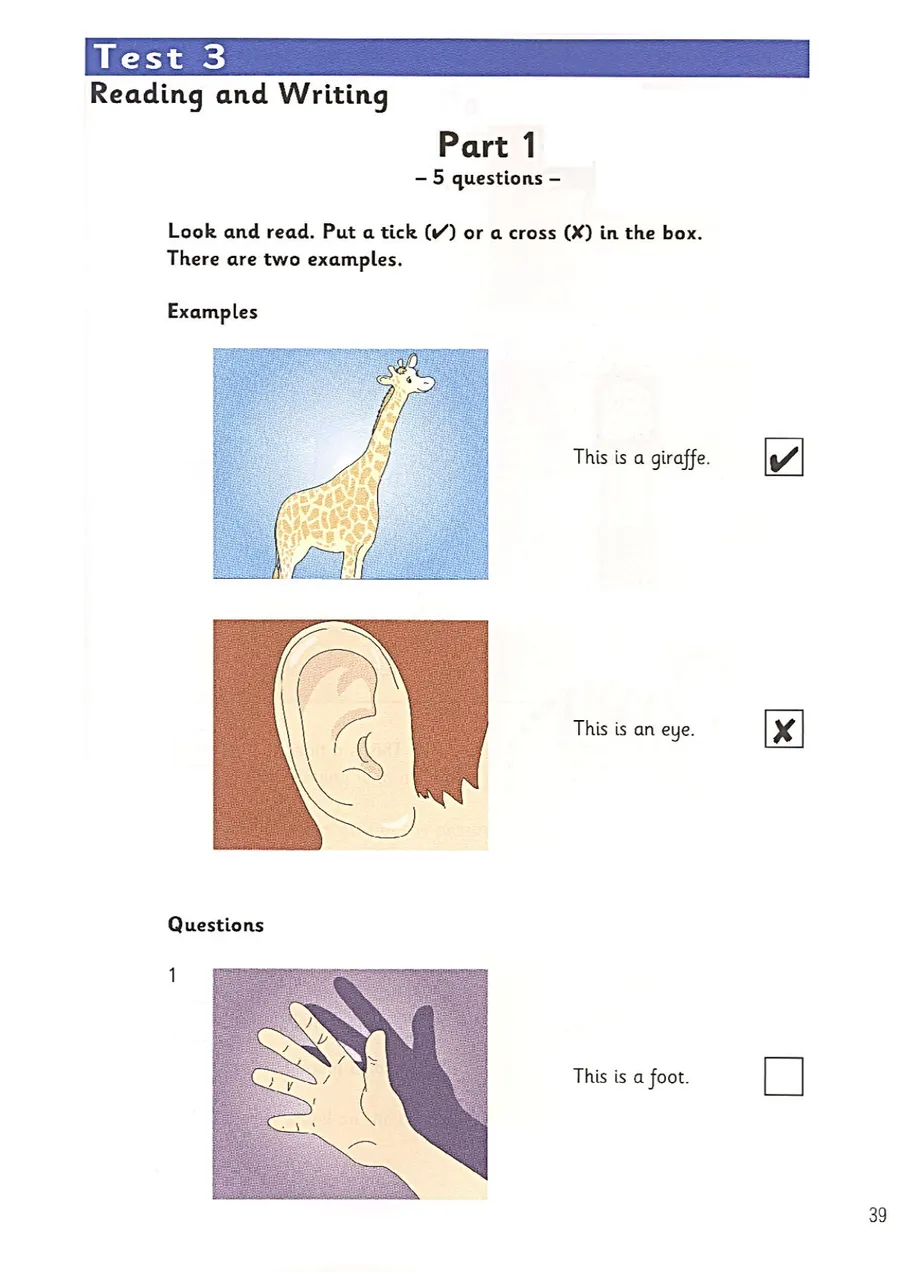 Test 3
Reading and Writing
Part 1
– 5 questions –
Look and read. Put a tick (✔) or a cross (✘) in the box.
There are two examples.
Examples
This is a giraffe. ✔
This is an eye. ✘
Questions
1 This is a foot.
39